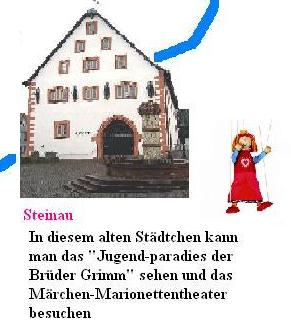 Steinau
In diesem alten Städtchen kann
man das "Jugend-paradies der
Brüder Grimm" sehen und das
Märchen-Marionettentheater
besuchen